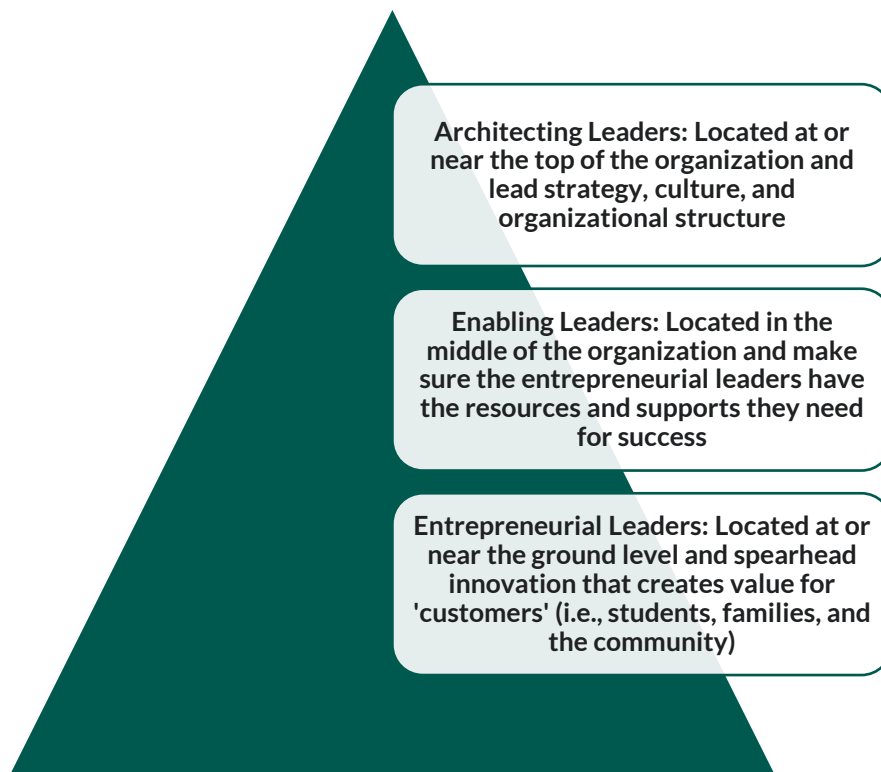 Architecting Leaders: Located at or
near the top of the organization and
lead strategy, culture, and
organizational structure
Enabling Leaders: Located in the
middle of the organization and make
sure the entrepreneurial leaders have
the resources and supports they need
for success
Entrepreneurial Leaders: Located at or
near the ground level and spearhead
innovation that creates value for
'customers' (i.e., students, families, and
the community)